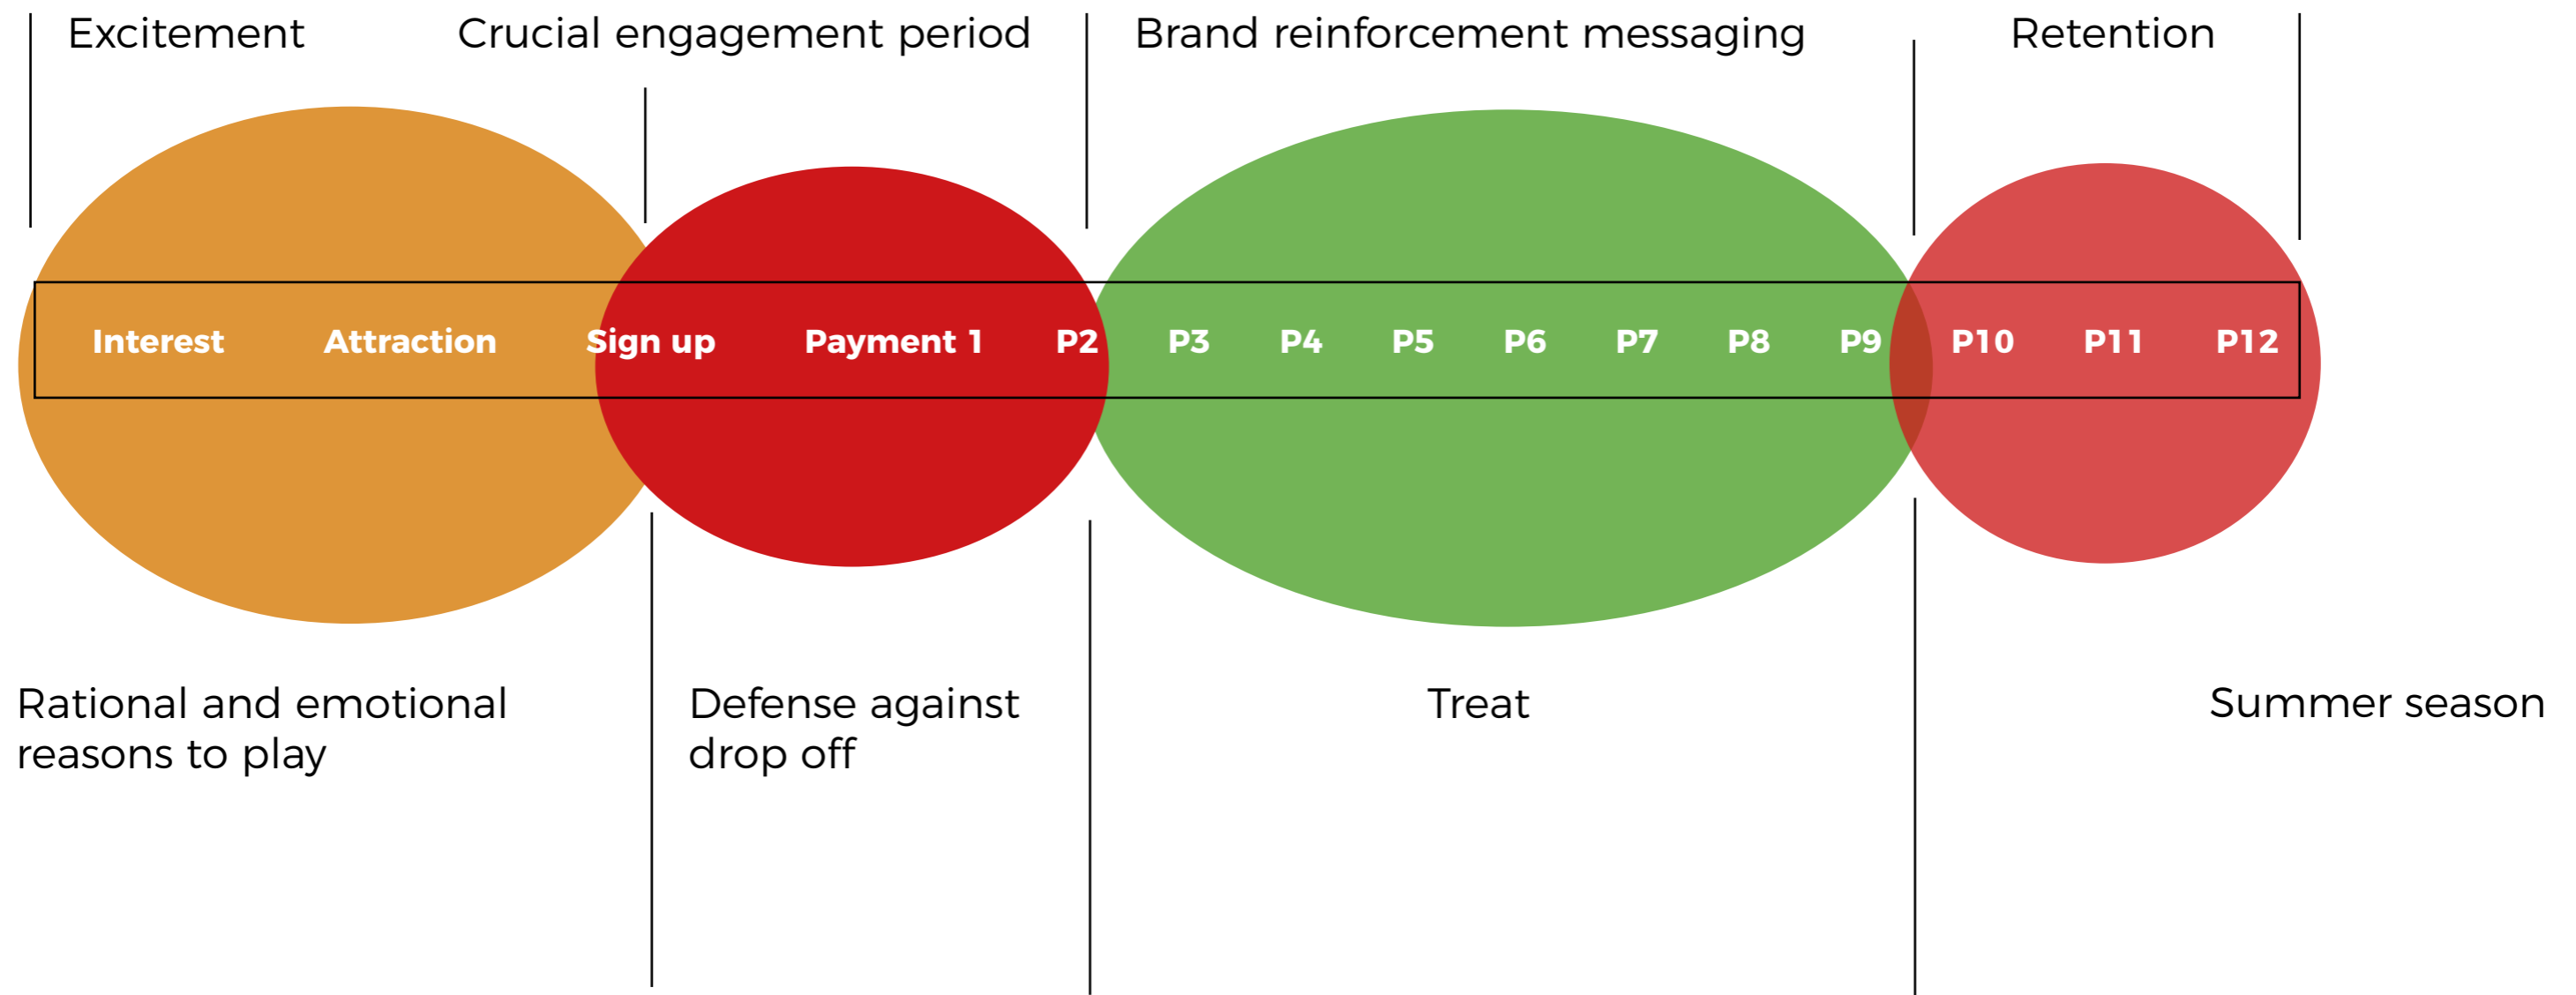 Excitement
Crucial engagement period
Brand reinforcement messaging
Retention
Interest
Attraction
Sign up
Payment 1
P2
P3
P4
P5
P6
P7
P8
P9
P10
P11
P12
Rational and emotional
reasons to play
Defense against
drop off
Treat
Summer season